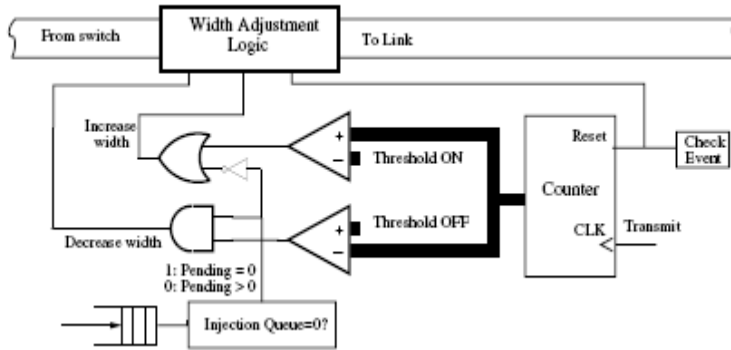 From switch
Width Adjustment
Logic
To Link
Increase
width
+
−
Threshold ON
Reset
Check
Event
Counter
Threshold OFF
+
−
CLK
Transmit
Decrease width
1: Pending = 0
0: Pending > 0
Injection Queue=0?